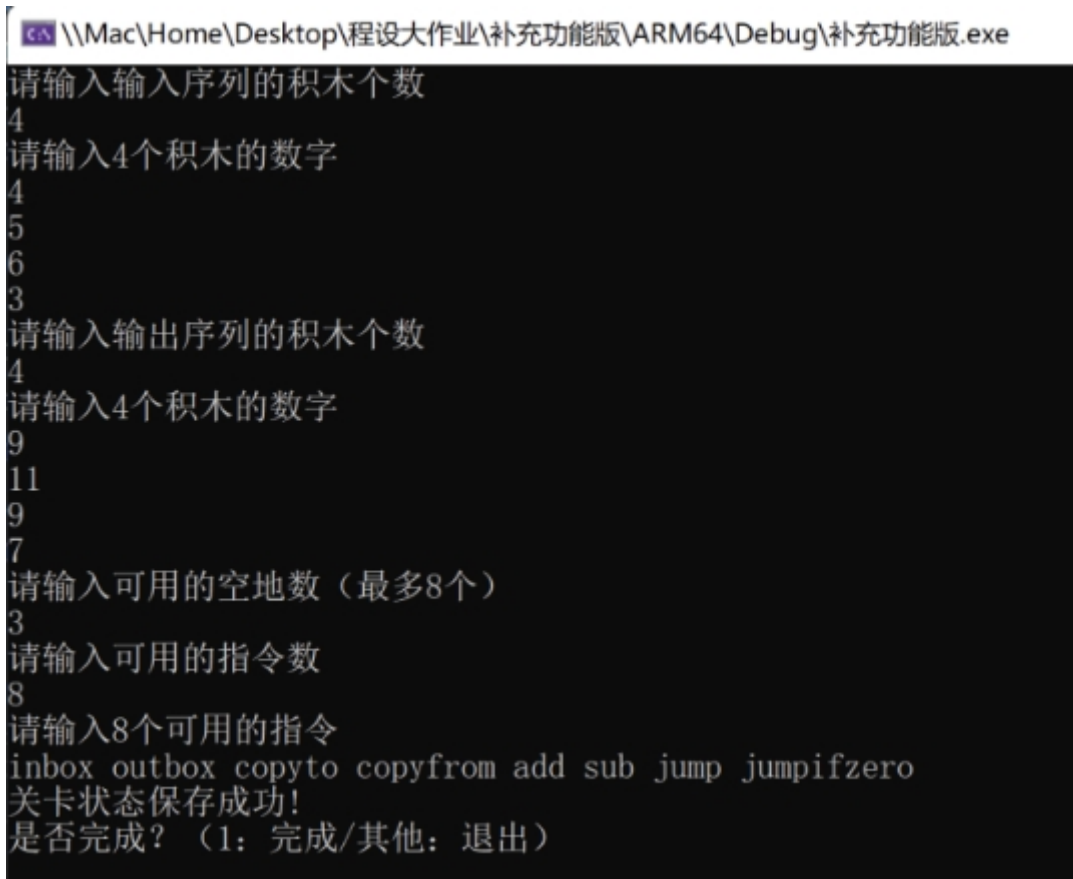 \\Mac\Home\Desktop\程设大作业\补充功能版\ARM64\Debug\补充功能版.exe
请输入输入序列的积木个数
4
请输入4个积木的数字
4
5
6
3
请输入输出序列的积木个数
4
请输入4个积木的数字
9
11
9
7
请输入可用的空地数（最多8个）
3
请输入可用的指令数
8
请输入8个可用的指令
inbox outbox copyto copyfrom add sub jump jumpifzero
关卡状态保存成功!
是否完成？（1：完成/其他：退出）